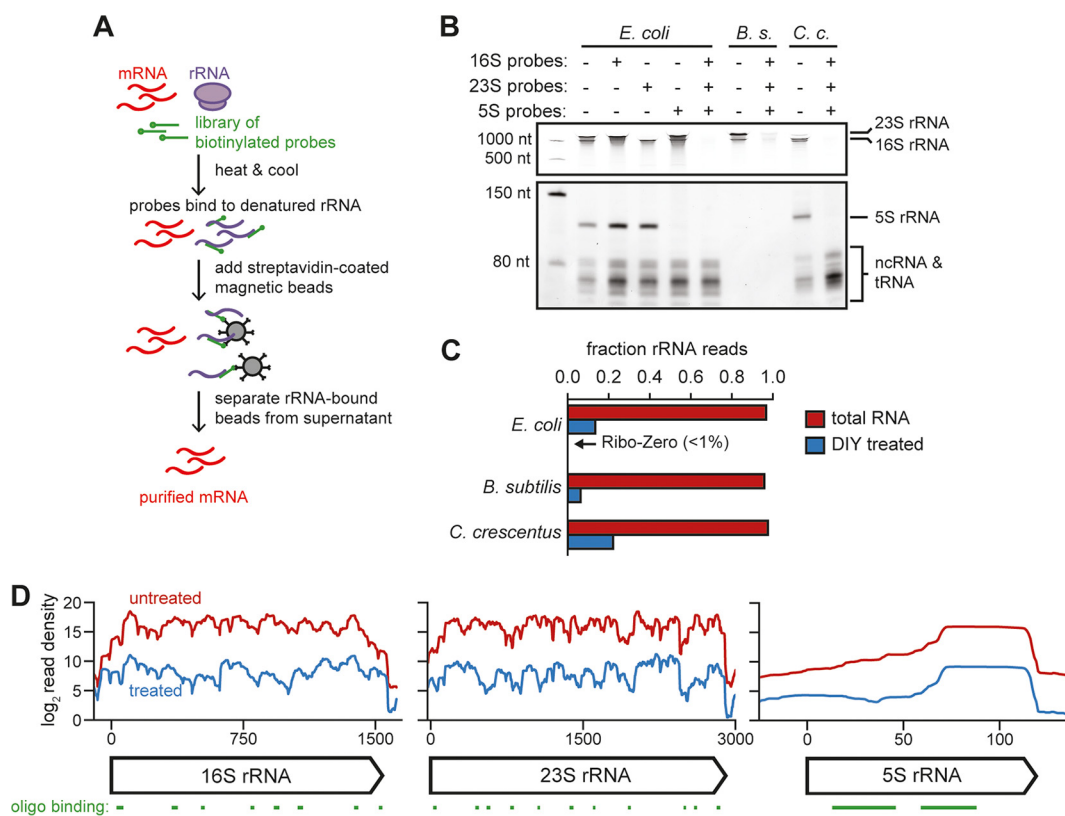 A
mRNA
rRNA
library of
biotinylated probes
heat & cool
probes bind to denatured rRNA
add streptavidin-coated
magnetic beads
separate rRNA-bound
beads from supernatant
purified mRNA
B
E. coli B. s. C. c.
16S probes: - + - - + - + - +
23S probes: - - + - + - + - +
5S probes: - - - + + - + - +
1000 nt
500 nt
23S rRNA
16S rRNA
150 nt
80 nt
5S rRNA
ncRNA &
tRNA
C
fraction rRNA reads
0.0 0.2 0.4 0.6 0.8 1.0
E. coli
Ribo-Zero (<1%)
B. subtilis
C. crescentus
total RNA
DIY treated
D
log2 read density
20
15
10
5
0
untreated
treated
0 750 1500
0 1500 3000
0 50 100
16S rRNA
23S rRNA
5S rRNA
oligo binding: